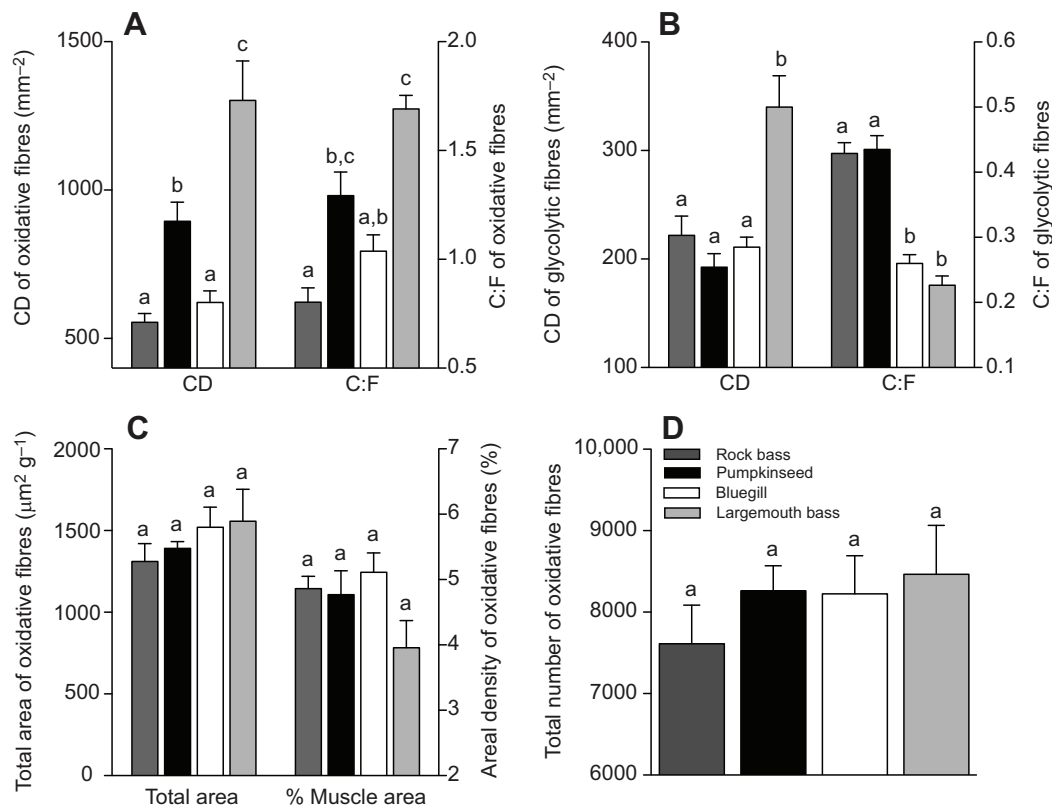 A
CD of oxidative fibres (mm⁻²)
1500
1000
500
a
b
a
c
a
b,c
a,b
c
CD
C:F
2.0
1.5
1.0
0.5
C:F of oxidative fibres
B
CD of glycolytic fibres (mm⁻²)
400
300
200
100
a
a
a
b
a
a
b
b
CD
C:F
0.6
0.5
0.4
0.3
0.2
0.1
C:F of glycolytic fibres
C
Total area of oxidative fibres (μm² g⁻¹)
2000
1500
1000
500
0
a
a
a
a
a
a
a
a
Total area
% Muscle area
7
6
5
4
3
2
Areal density of oxidative fibres (%)
D
Total number of oxidative fibres
10,000
9000
8000
7000
6000
Rock bass
Pumpkinseed
Bluegill
Largemouth bass
a
a
a
a